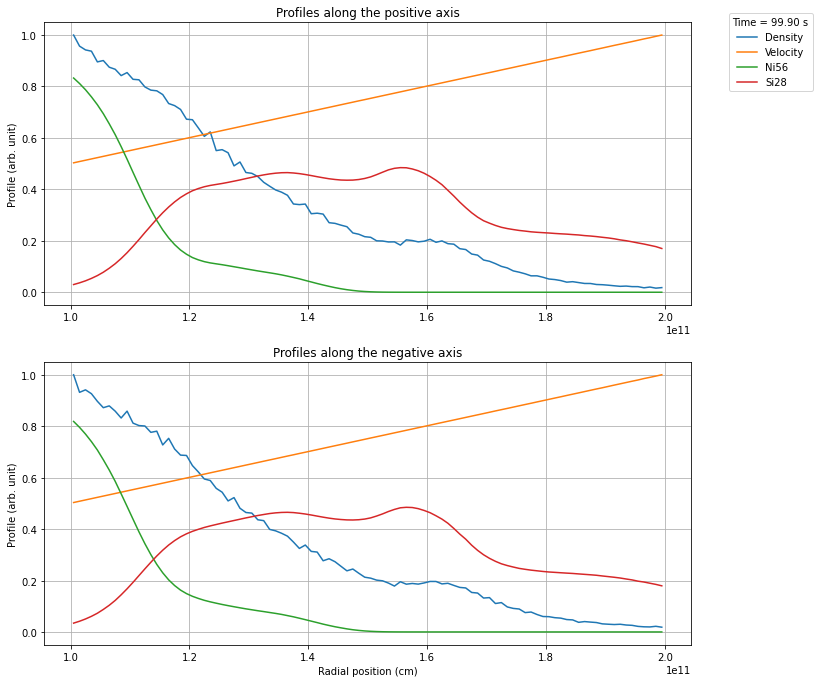 Profiles along the positive axis
Time = 99.90 s
Density
Velocity
Ni56
Si28
Profile (arb. unit)
1.0
0.8
0.6
0.4
0.2
0.0
1.0
1.2
1.4
1.6
1.8
2.0
1e11
Profiles along the negative axis
Profile (arb. unit)
1.0
0.8
0.6
0.4
0.2
0.0
1.0
1.2
1.4
1.6
1.8
2.0
1e11
Radial position (cm)